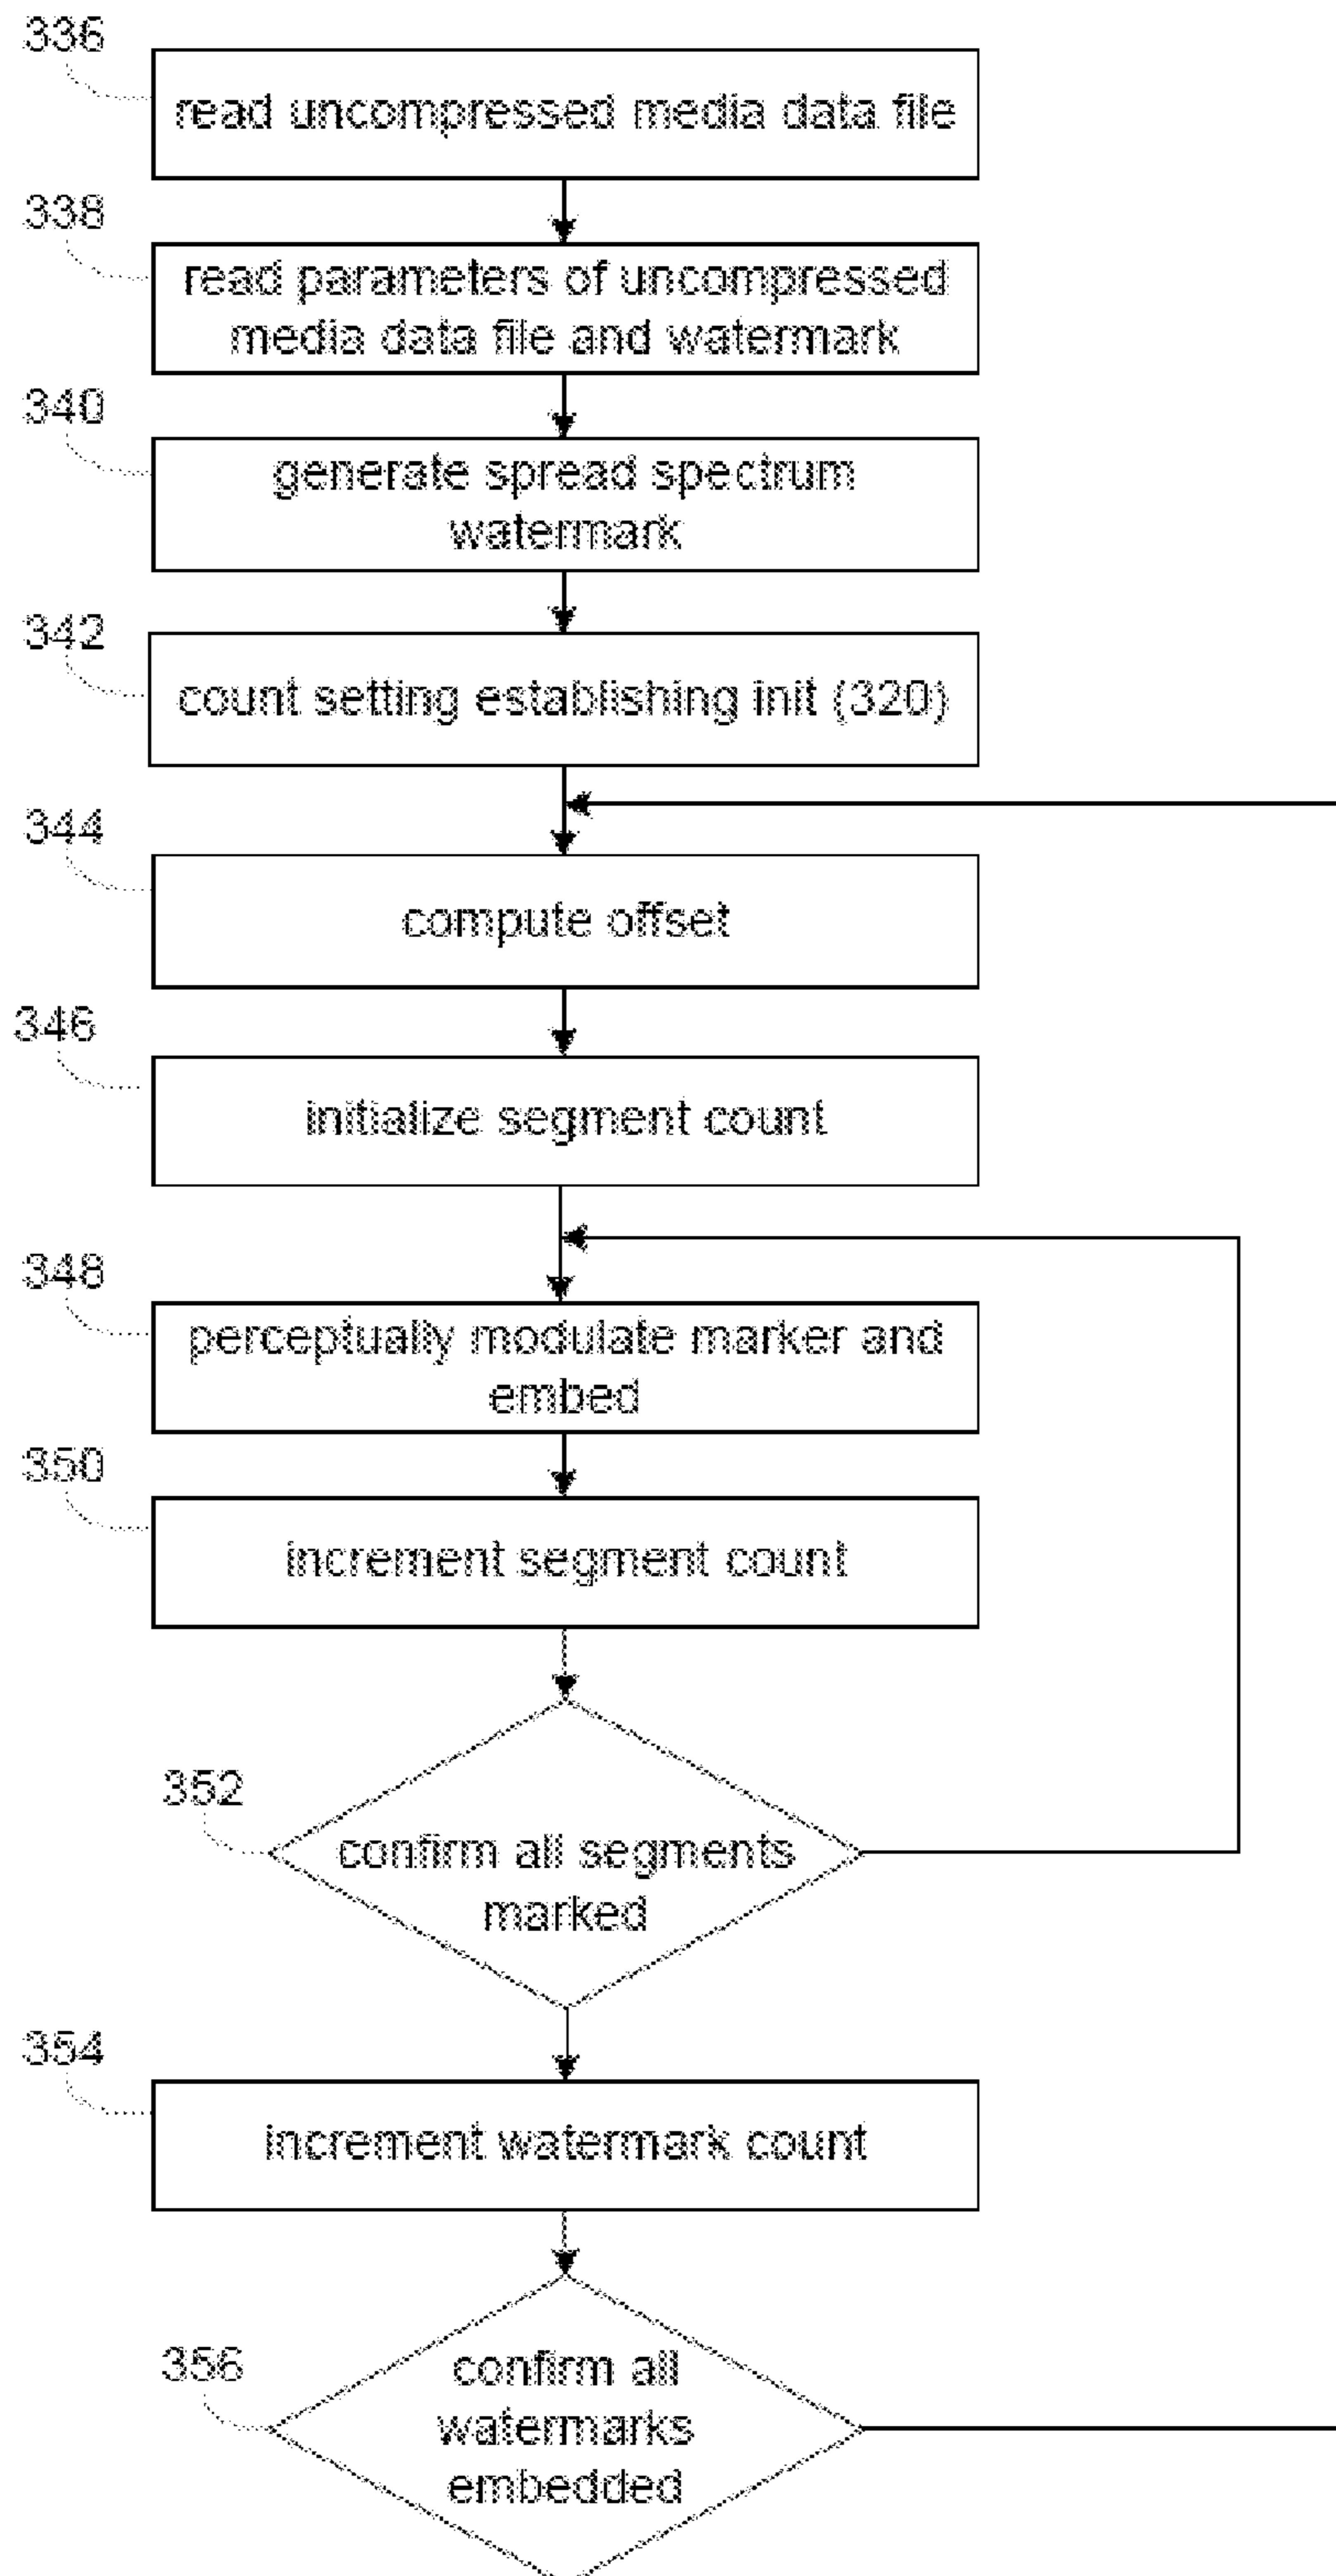 336
read uncompressed media data file
338
read parameters of uncompressed
media data file and watermark
340
generate spread spectrum
watermark
342
count setting establishing init (320)
344
compute offset
346
initialize segment count
348
perceptually modulate marker and
embed
350
increment segment count
352
confirm all segments
marked
354
increment watermark count
356
confirm all
watermarks
embedded